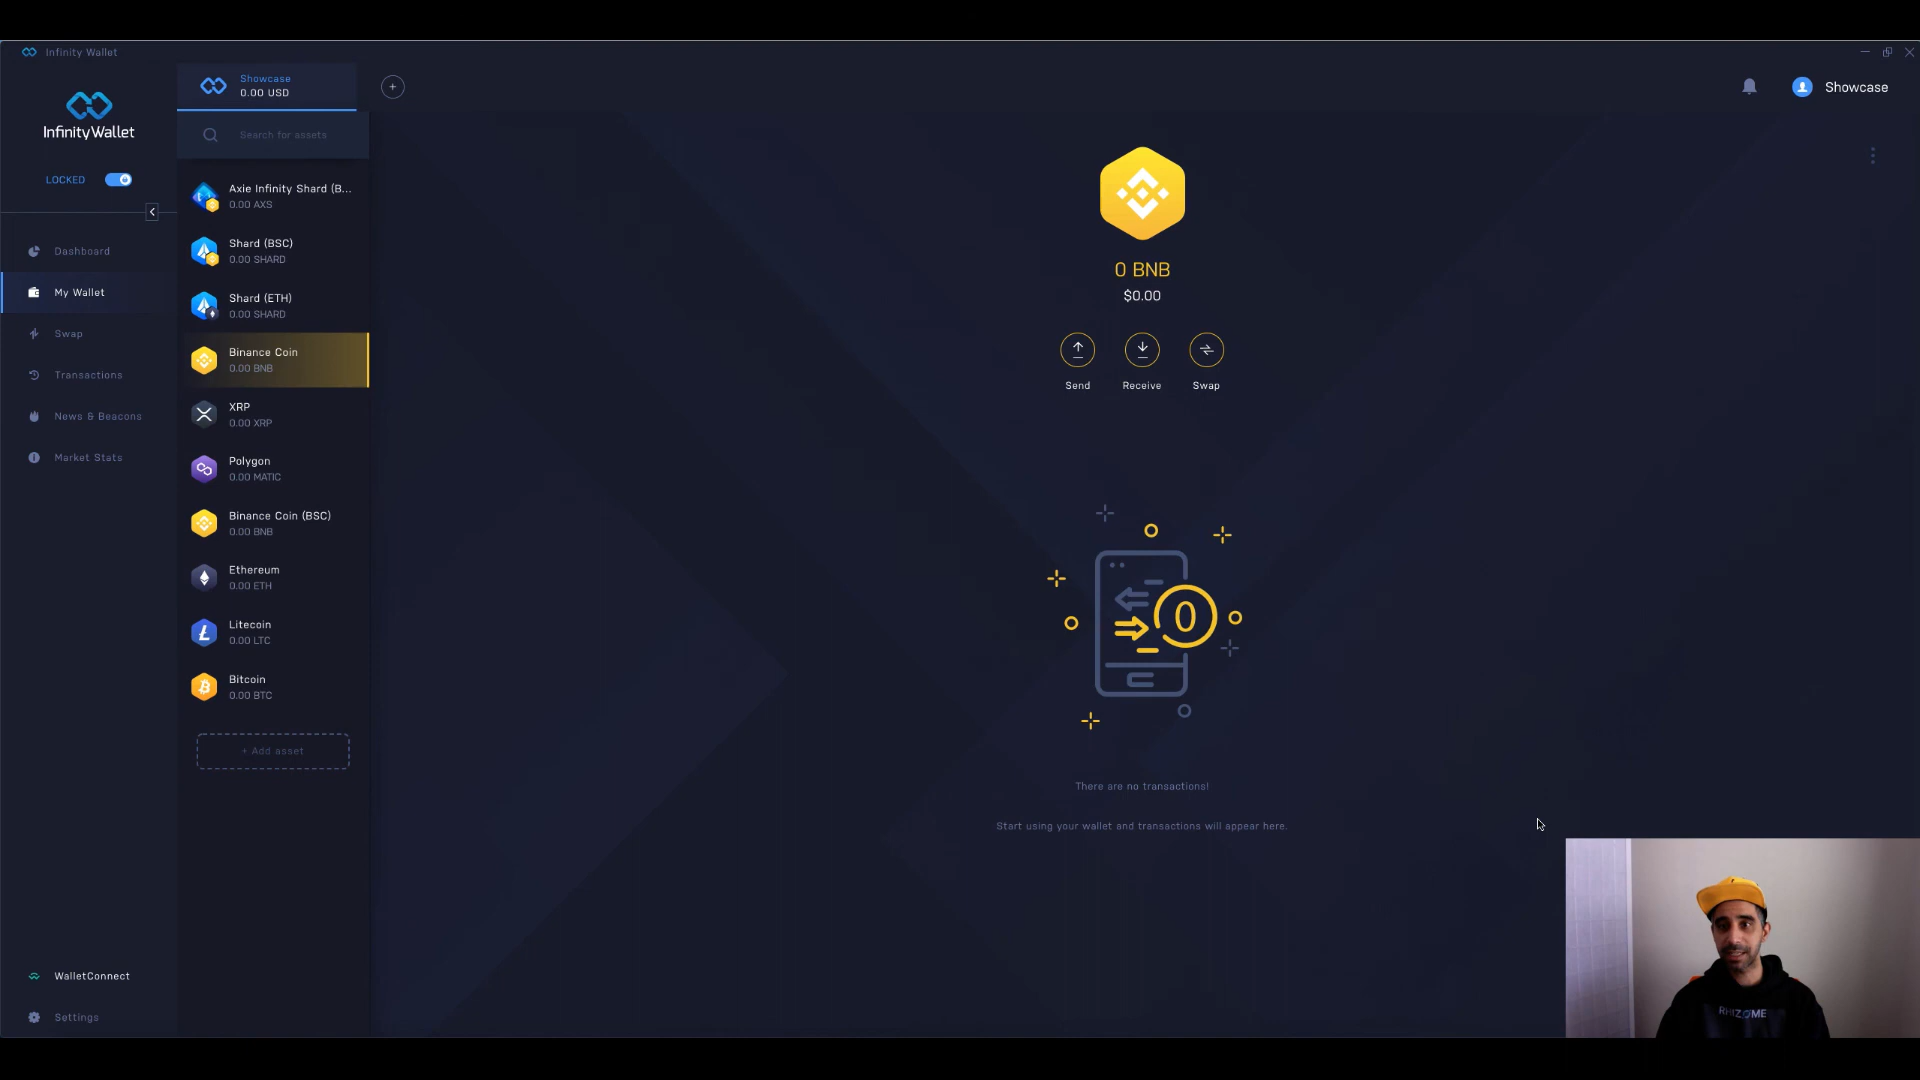 Infinity Wallet
InfinityWallet
LOCKED
Dashboard
My Wallet
Swap
Transactions
News & Beacons
Market Stats
WalletConnect
Settings
Showcase
0.00 USD
+
Search for assets
Axie Infinity Shard (B...
0.00 AXS
Shard (BSC)
0.00 SHARD
Shard (ETH)
0.00 SHARD
Binance Coin
0.00 BNB
XRP
0.00 XRP
Polygon
0.00 MATIC
Binance Coin (BSC)
0.00 BNB
Ethereum
0.00 ETH
Litecoin
0.00 LTC
Bitcoin
0.00 BTC
+ Add asset
Showcase
0 BNB
$0.00
Send Receive Swap
0
There are no transactions!
Start using your wallet and transactions will appear here.
RHIZOME